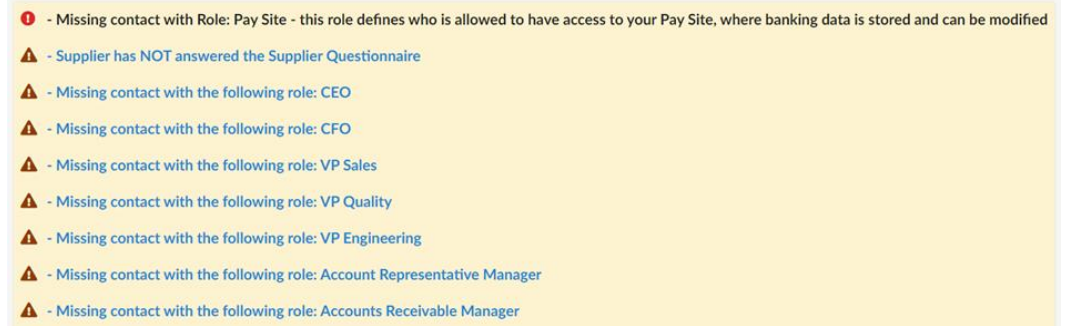 - Missing contact with Role: Pay Site - this role defines who is allowed to have access to your Pay Site, where banking data is stored and can be modified
- Supplier has NOT answered the Supplier Questionnaire
- Missing contact with the following role: CEO
- Missing contact with the following role: CFO
- Missing contact with the following role: VP Sales
- Missing contact with the following role: VP Quality
- Missing contact with the following role: VP Engineering
- Missing contact with the following role: Account Representative Manager
- Missing contact with the following role: Accounts Receivable Manager